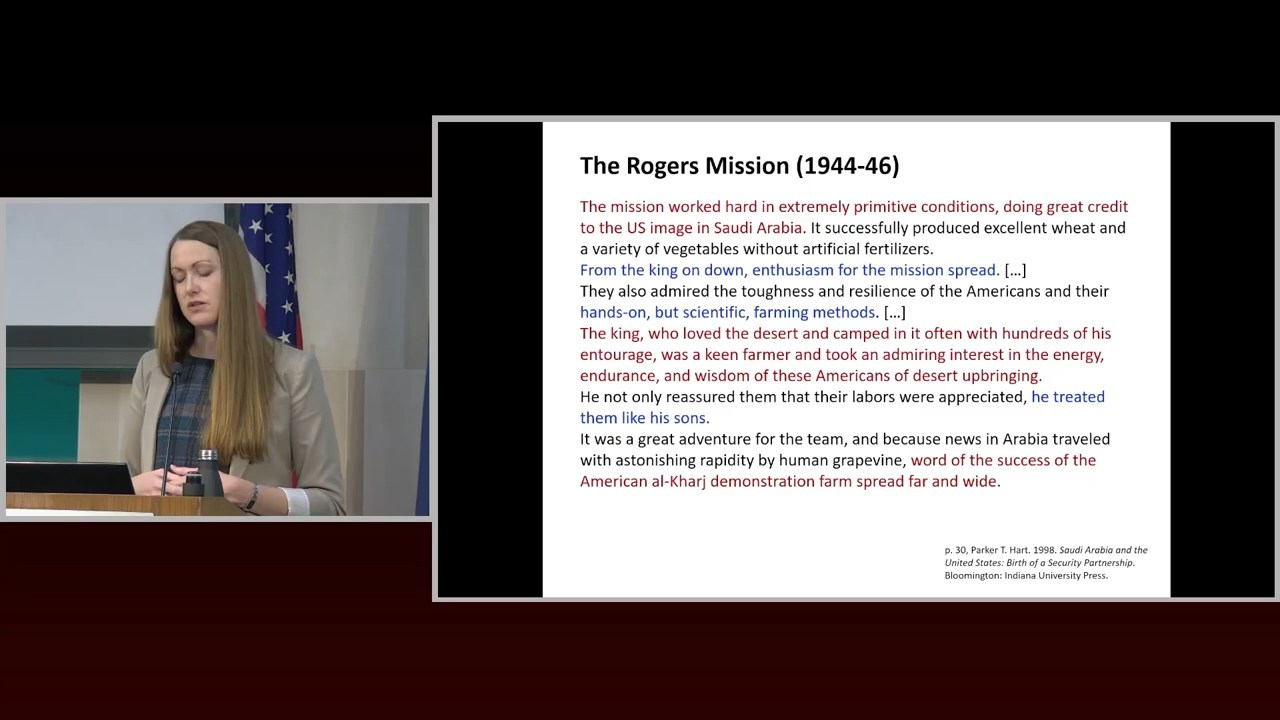 The Rogers Mission (1944-46)
The mission worked hard in extremely primitive conditions, doing great credit
to the US image in Saudi Arabia. It successfully produced excellent wheat and
a variety of vegetables without artificial fertilizers.
From the king on down, enthusiasm for the mission spread. […]
They also admired the toughness and resilience of the Americans and their
hands-on, but scientific, farming methods. […]
The king, who loved the desert and camped in it often with hundreds of his
entourage, was a keen farmer and took an admiring interest in the energy,
endurance, and wisdom of these Americans of desert upbringing.
He not only reassured them that their labors were appreciated, he treated
them like his sons.
It was a great adventure for the team, and because news in Arabia traveled
with astonishing rapidity by human grapevine, word of the success of the
American al-Kharj demonstration farm spread far and wide.
p. 30, Parker T. Hart. 1998. Saudi Arabia and the
United States: Birth of a Security Partnership.
Bloomington: Indiana University Press.